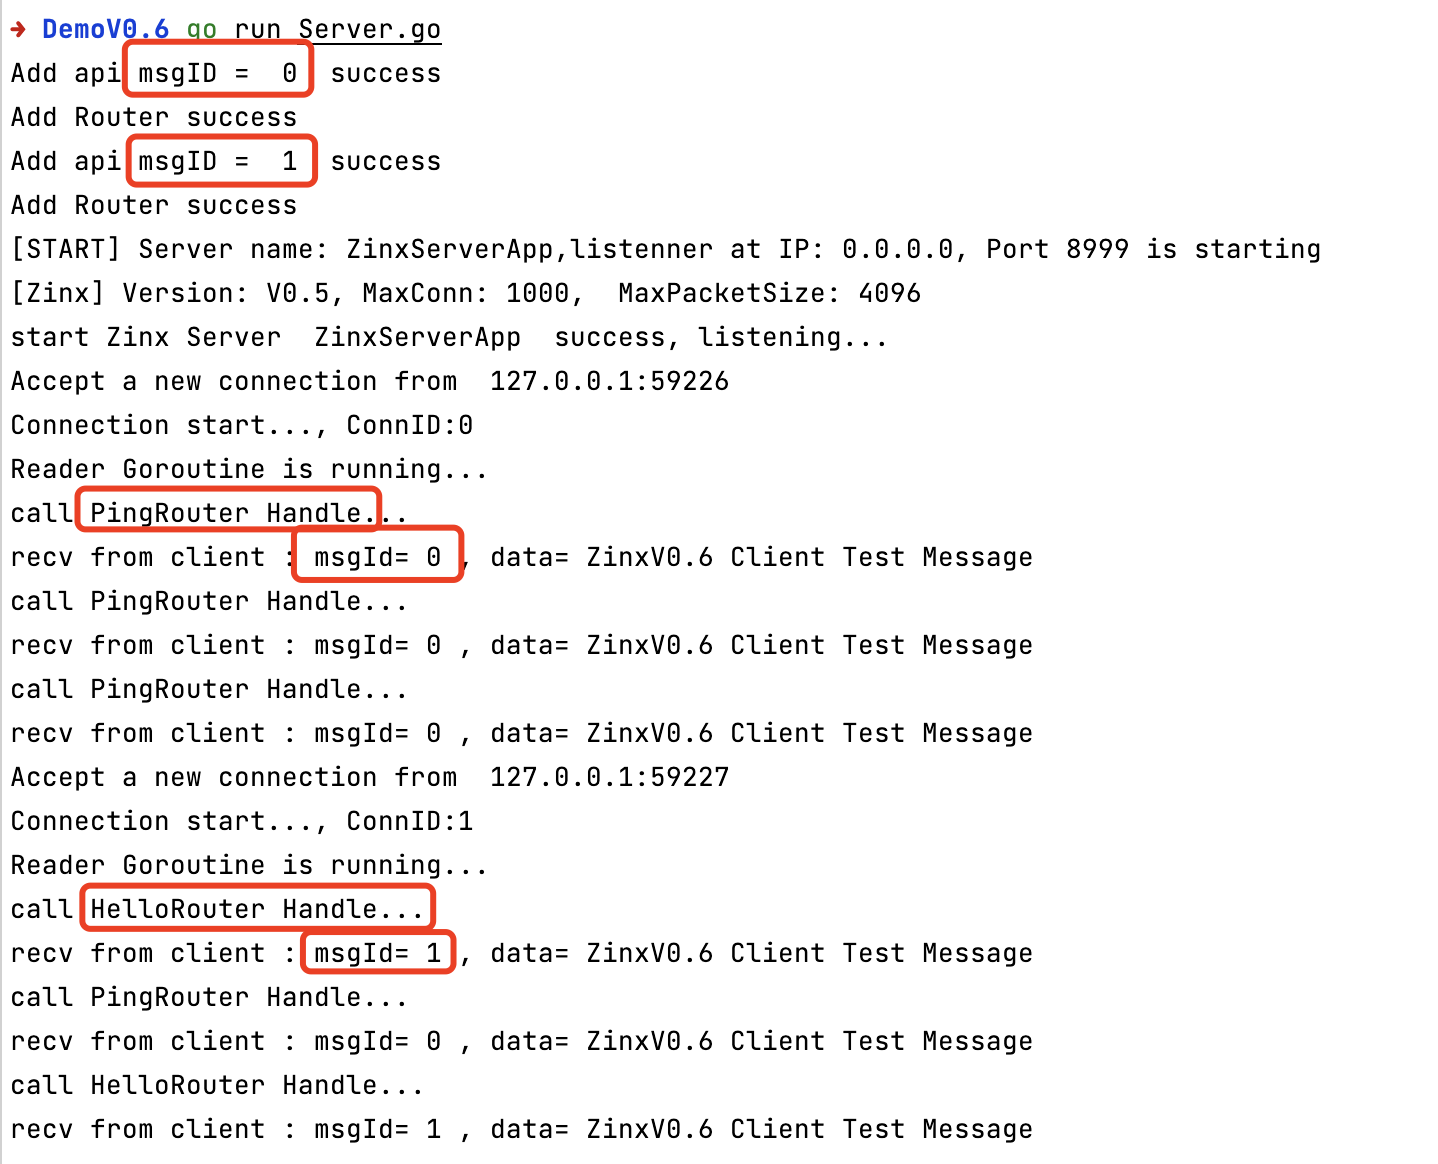 ➜ DemoV0.6 go run Server.go
Add api msgID =  0  success
Add Router success
Add api msgID =  1  success
Add Router success
[START] Server name: ZinxServerApp,listenner at IP: 0.0.0.0, Port 8999 is starting
[Zinx] Version: V0.5, MaxConn: 1000,  MaxPacketSize: 4096
start Zinx Server  ZinxServerApp  success, listening...
Accept a new connection from  127.0.0.1:59226
Connection start..., ConnID:0
Reader Goroutine is running...
call PingRouter Handle...
recv from client : msgId= 0 , data= ZinxV0.6 Client Test Message
call PingRouter Handle...
recv from client : msgId= 0 , data= ZinxV0.6 Client Test Message
call PingRouter Handle...
recv from client : msgId= 0 , data= ZinxV0.6 Client Test Message
Accept a new connection from  127.0.0.1:59227
Connection start..., ConnID:1
Reader Goroutine is running...
call HelloRouter Handle...
recv from client : msgId= 1 , data= ZinxV0.6 Client Test Message
call PingRouter Handle...
recv from client : msgId= 0 , data= ZinxV0.6 Client Test Message
call HelloRouter Handle...
recv from client : msgId= 1 , data= ZinxV0.6 Client Test Message